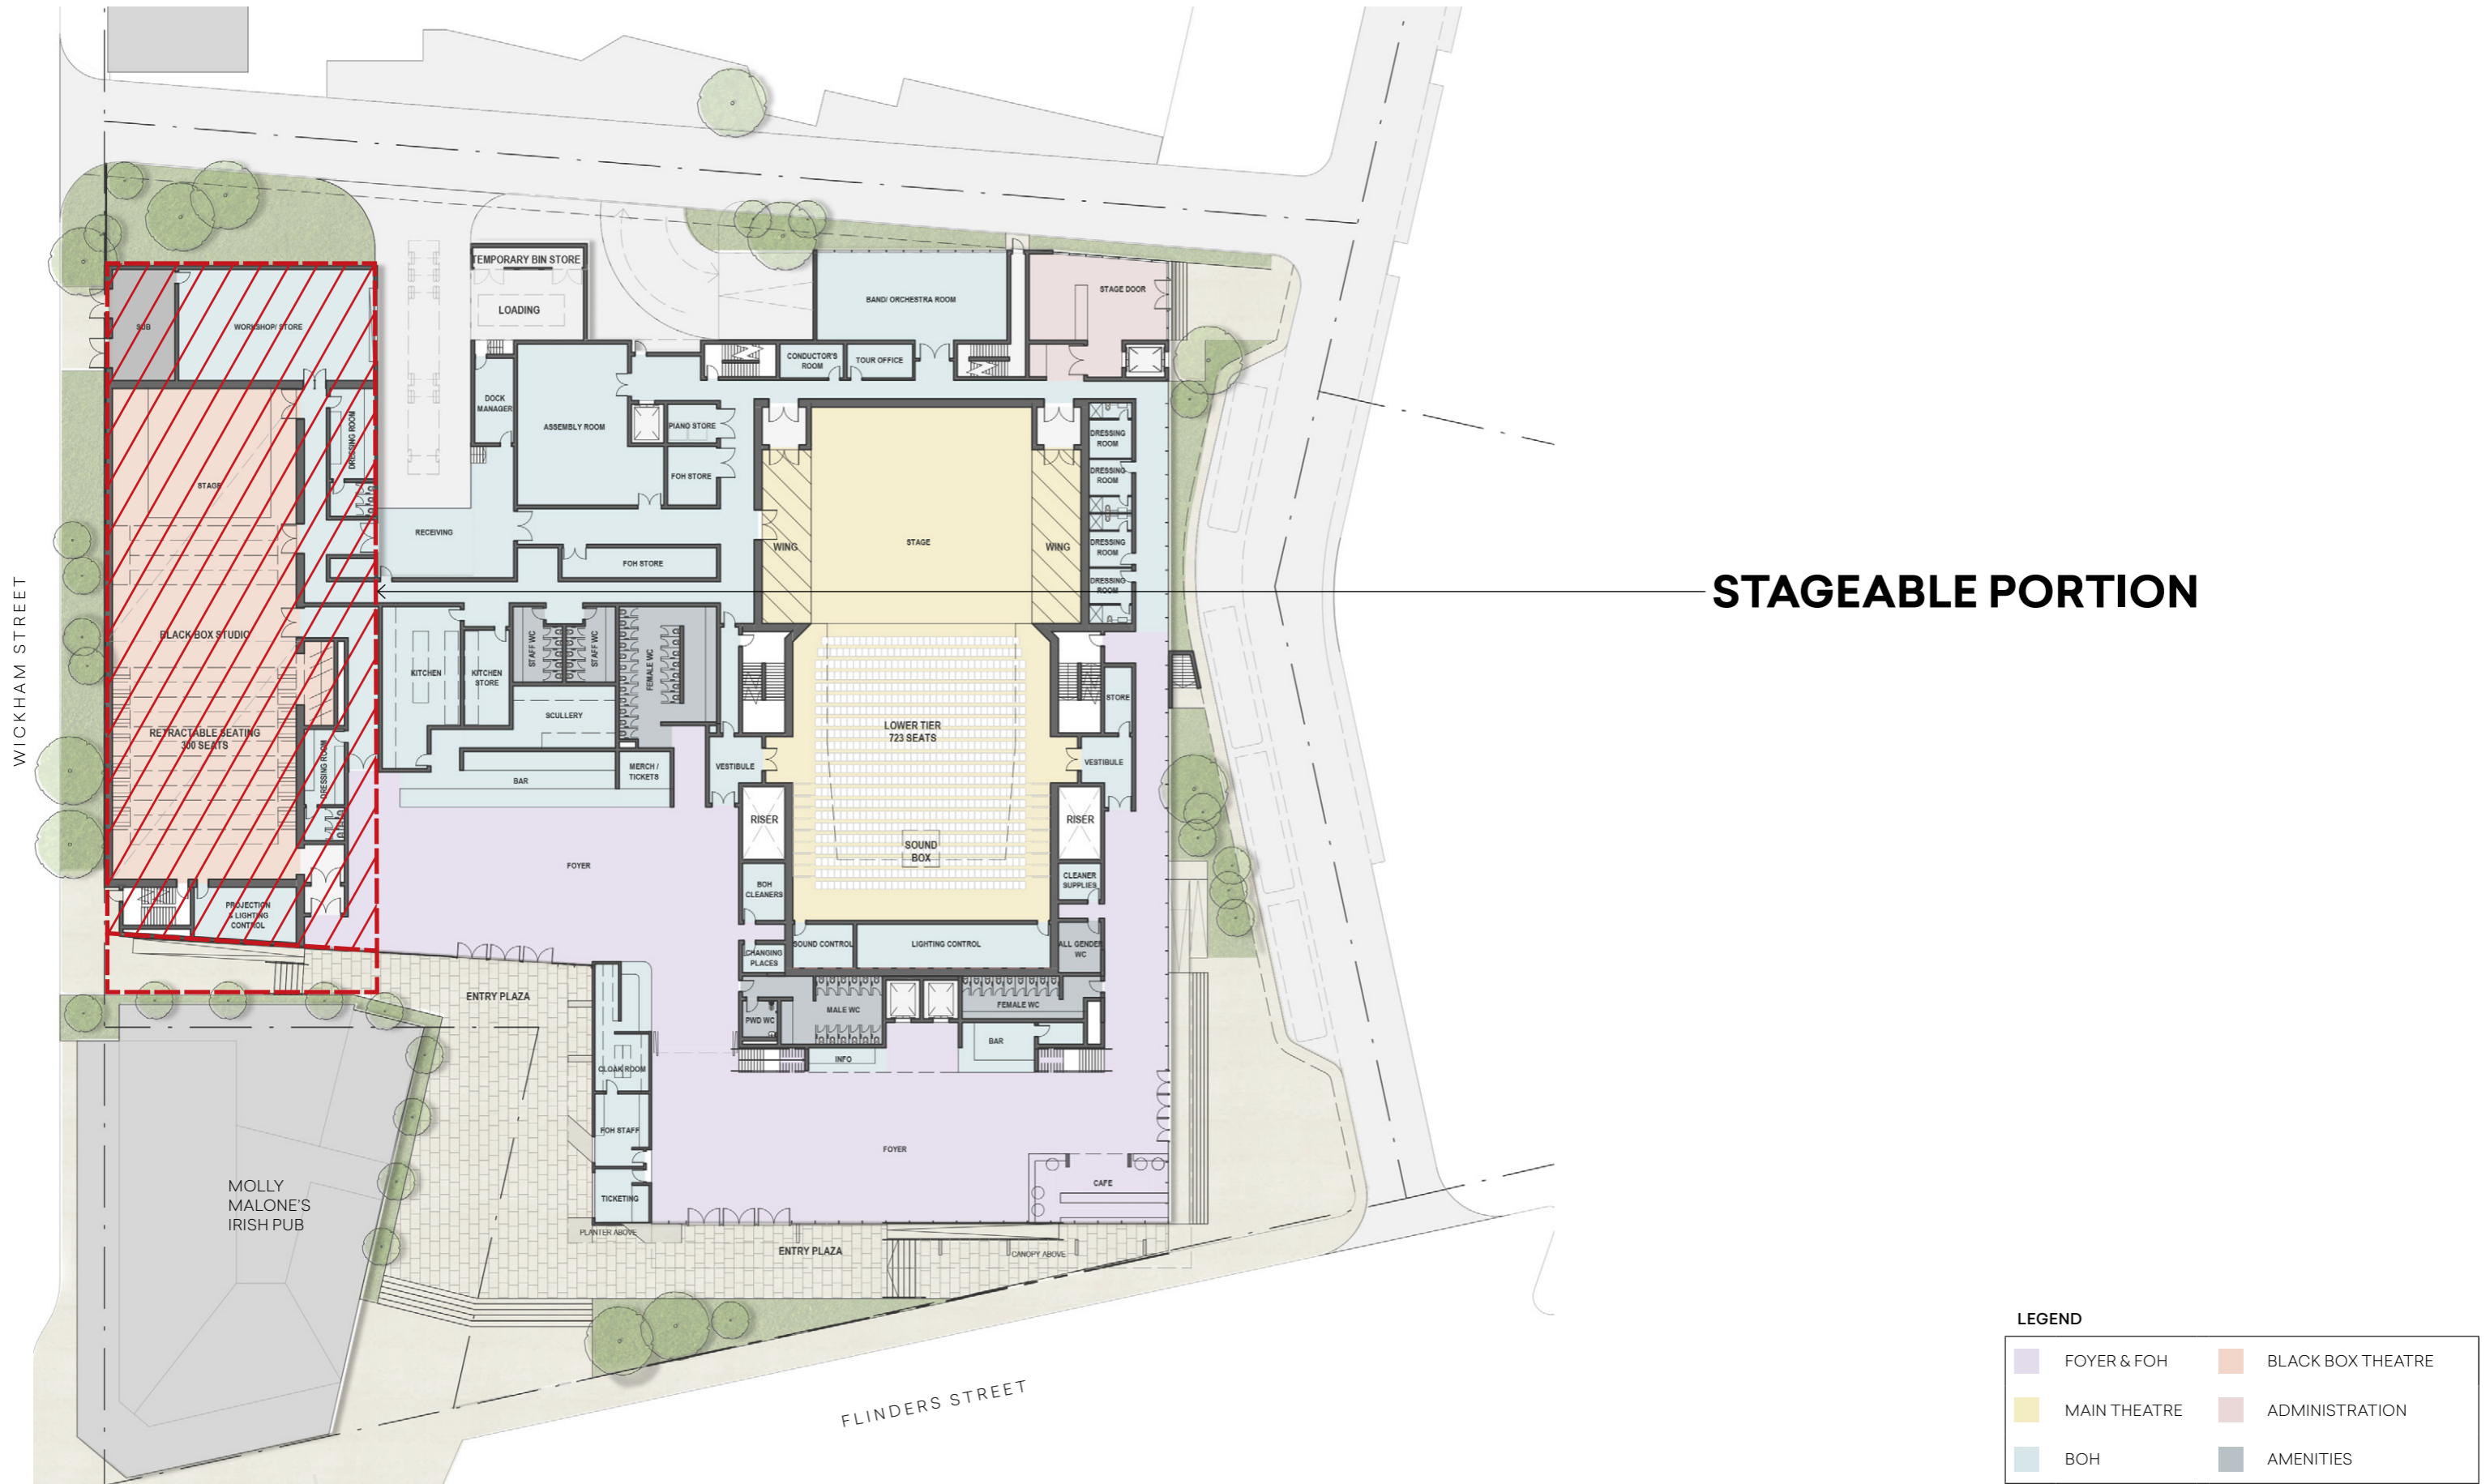 TEMPORARY BIN STORE
LOADING
BAND/ ORCHESTRA ROOM
STAGE DOOR
SUB
WORKSHOP/ STORE
CONDUCTOR'S
ROOM
TOUR OFFICE
DOCK
MANAGER
ASSEMBLY ROOM
PIANO STORE
FOH STORE
DRESSING ROOM
STAGE
RECEIVING
FOH STORE
WING
STAGE
WING
DRESSING
ROOM
DRESSING
ROOM
DRESSING
ROOM
DRESSING
ROOM
STAGEABLE PORTION
WICKHAM STREET
BLACK BOX STUDIO
RETRACTABLE SEATING
300 SEATS
DRESSING ROOM
KITCHEN
KITCHEN
STORE
STAFF WC
STAFF WC
FEMALE WC
SCULLERY
BAR
MERCH /
TICKETS
VESTIBULE
LOWER TIER
723 SEATS
STORE
VESTIBULE
RISER
RISER
SOUND
BOX
FOYER
BOH
CLEANERS
CLEANER
SUPPLIES
PROJECTION
& LIGHTING
CONTROL
CHANGING
PLACES
SOUND CONTROL
LIGHTING CONTROL
ALL GENDER
WC
ENTRY PLAZA
PWD WC
MALE WC
FEMALE WC
INFO
BAR
CLOAK ROOM
FOH STAFF
TICKETING
FOYER
CAFE
MOLLY
MALONE'S
IRISH PUB
PLANTER ABOVE
ENTRY PLAZA
CANOPY ABOVE
FLINDERS STREET
LEGEND
FOYER & FOH
BLACK BOX THEATRE
MAIN THEATRE
ADMINISTRATION
BOH
AMENITIES